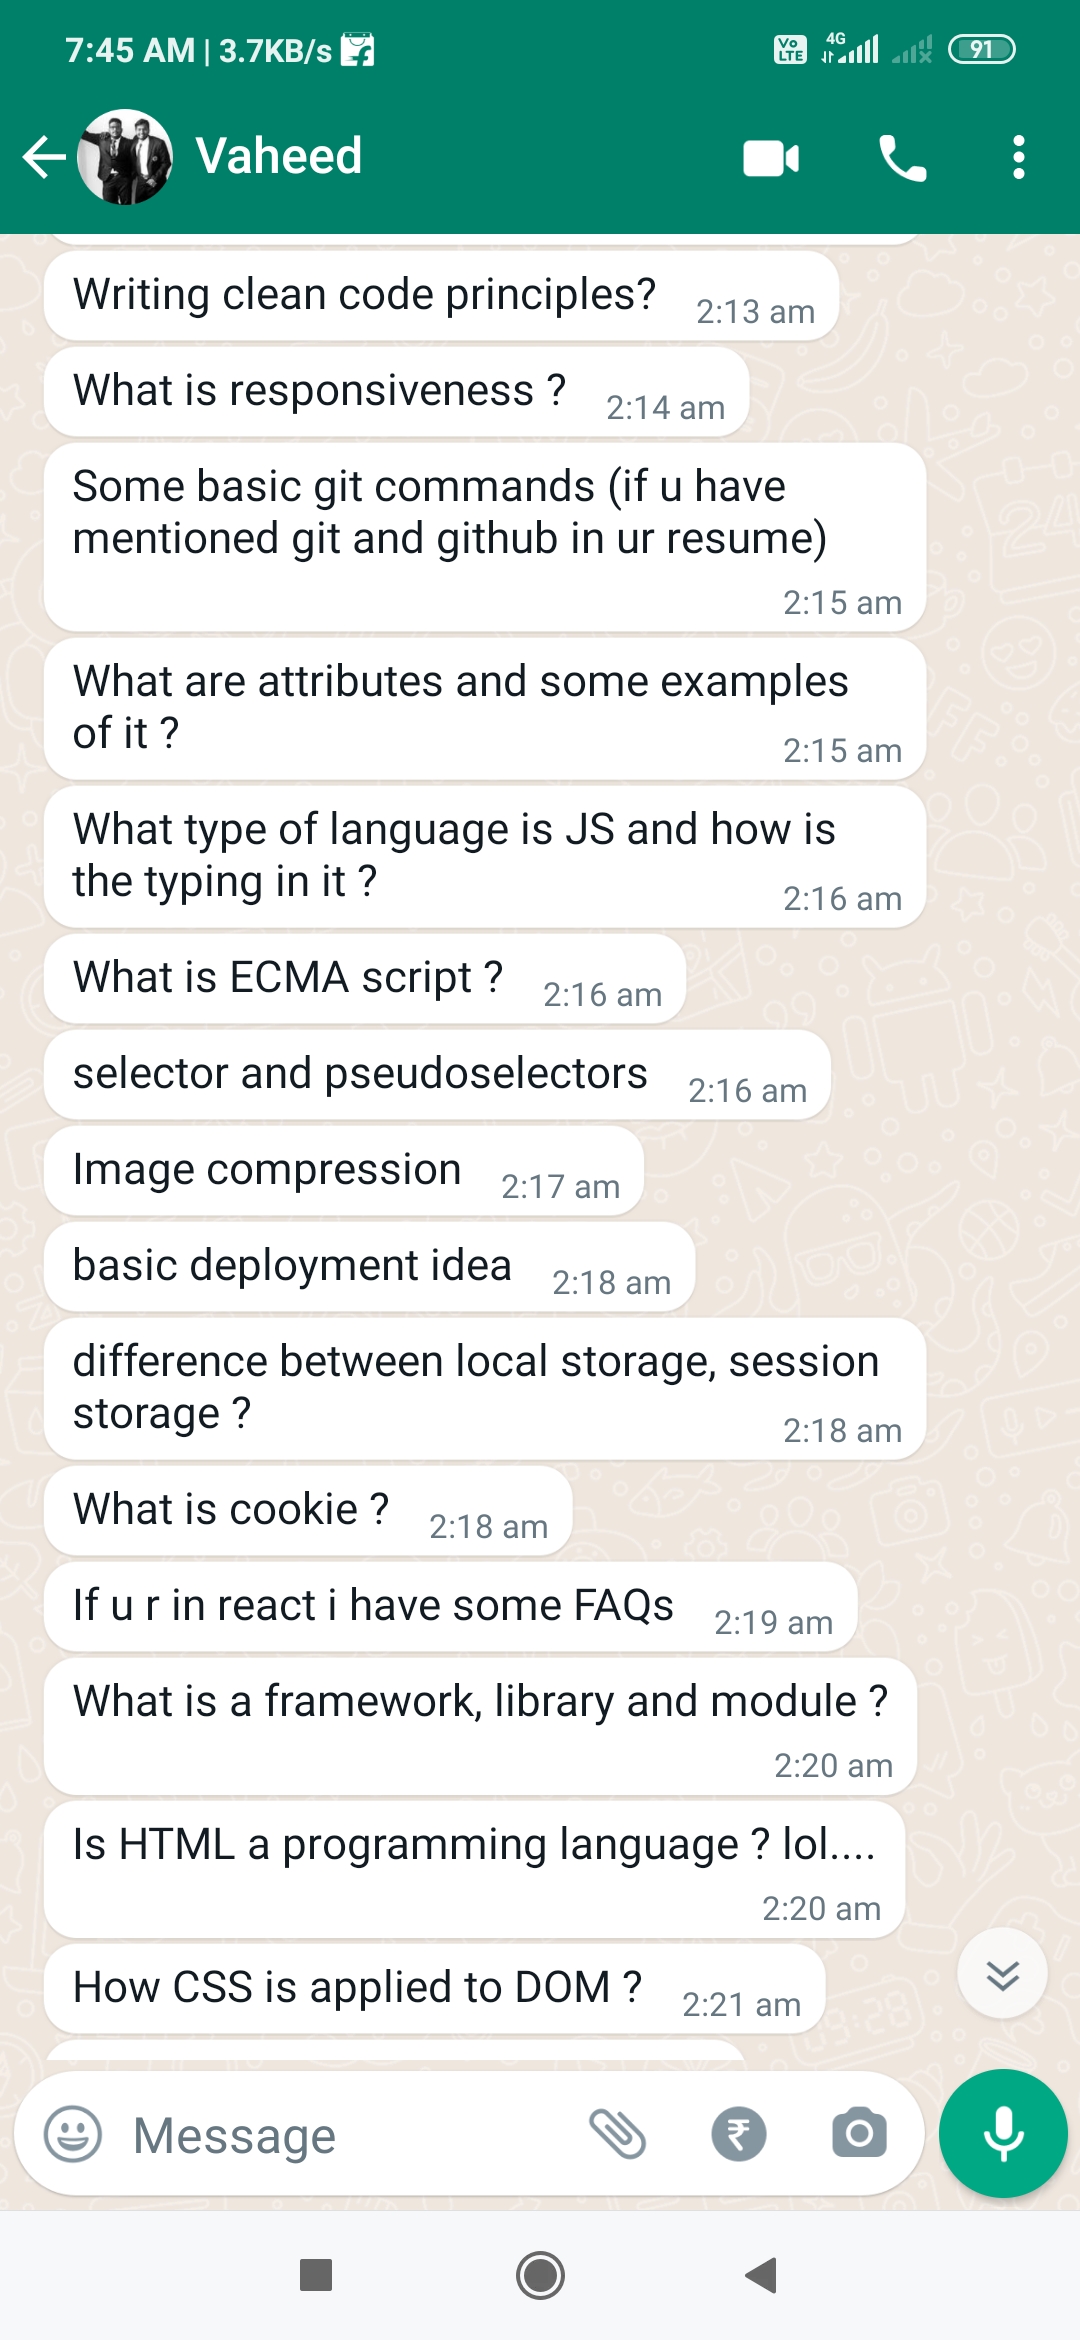 7:45 AM | 3.7KB/s
Vo LTE 4G 91
Vaheed
Writing clean code principles? 2:13 am
What is responsiveness ? 2:14 am
Some basic git commands (if u have
mentioned git and github in ur resume)
2:15 am
What are attributes and some examples
of it ? 2:15 am
What type of language is JS and how is
the typing in it ? 2:16 am
What is ECMA script ? 2:16 am
selector and pseudoselectors 2:16 am
Image compression 2:17 am
basic deployment idea 2:18 am
difference between local storage, session
storage ? 2:18 am
What is cookie ? 2:18 am
If u r in react i have some FAQs 2:19 am
What is a framework, library and module ?
2:20 am
Is HTML a programming language ? lol....
2:20 am
How CSS is applied to DOM ? 2:21 am
Message